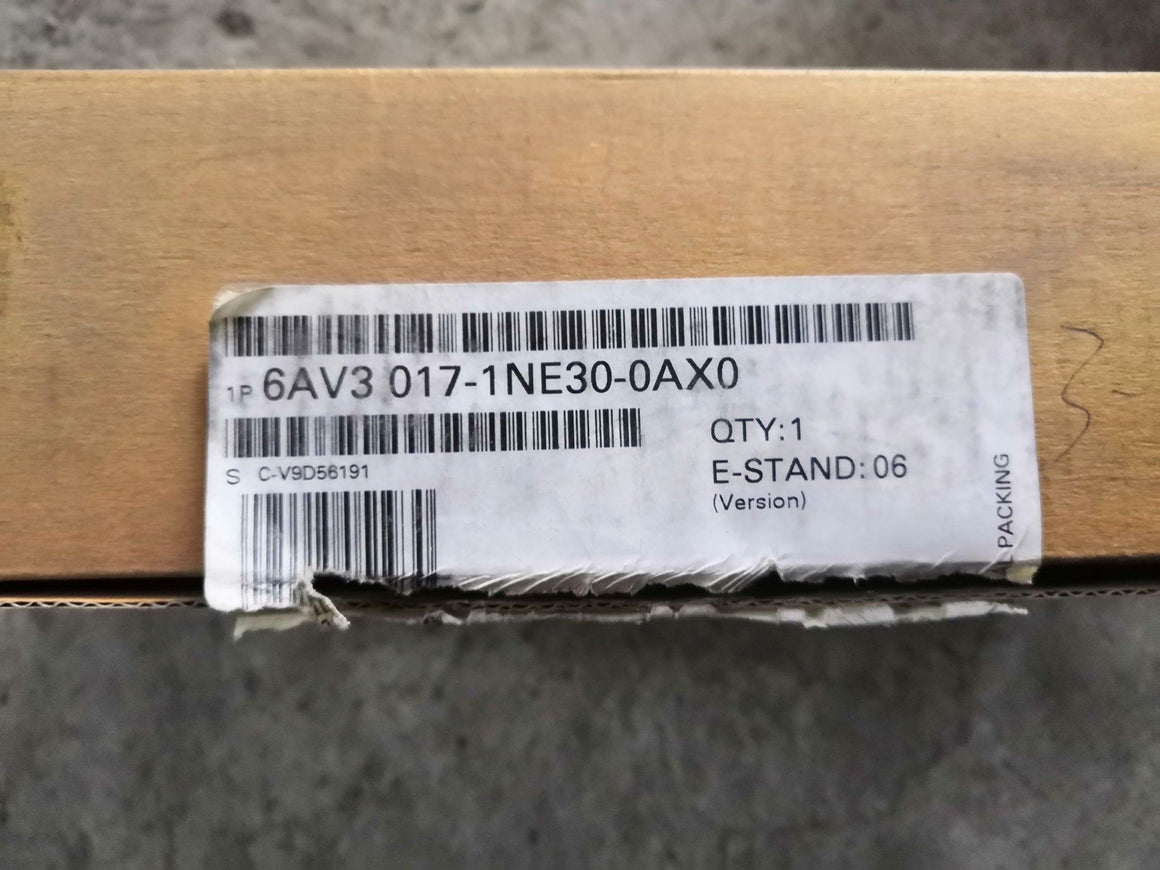 1P 6AV3 017-1NE30-0AX0
S C-V9D56191
QTY:1
E-STAND: 06
(Version)
PACKING